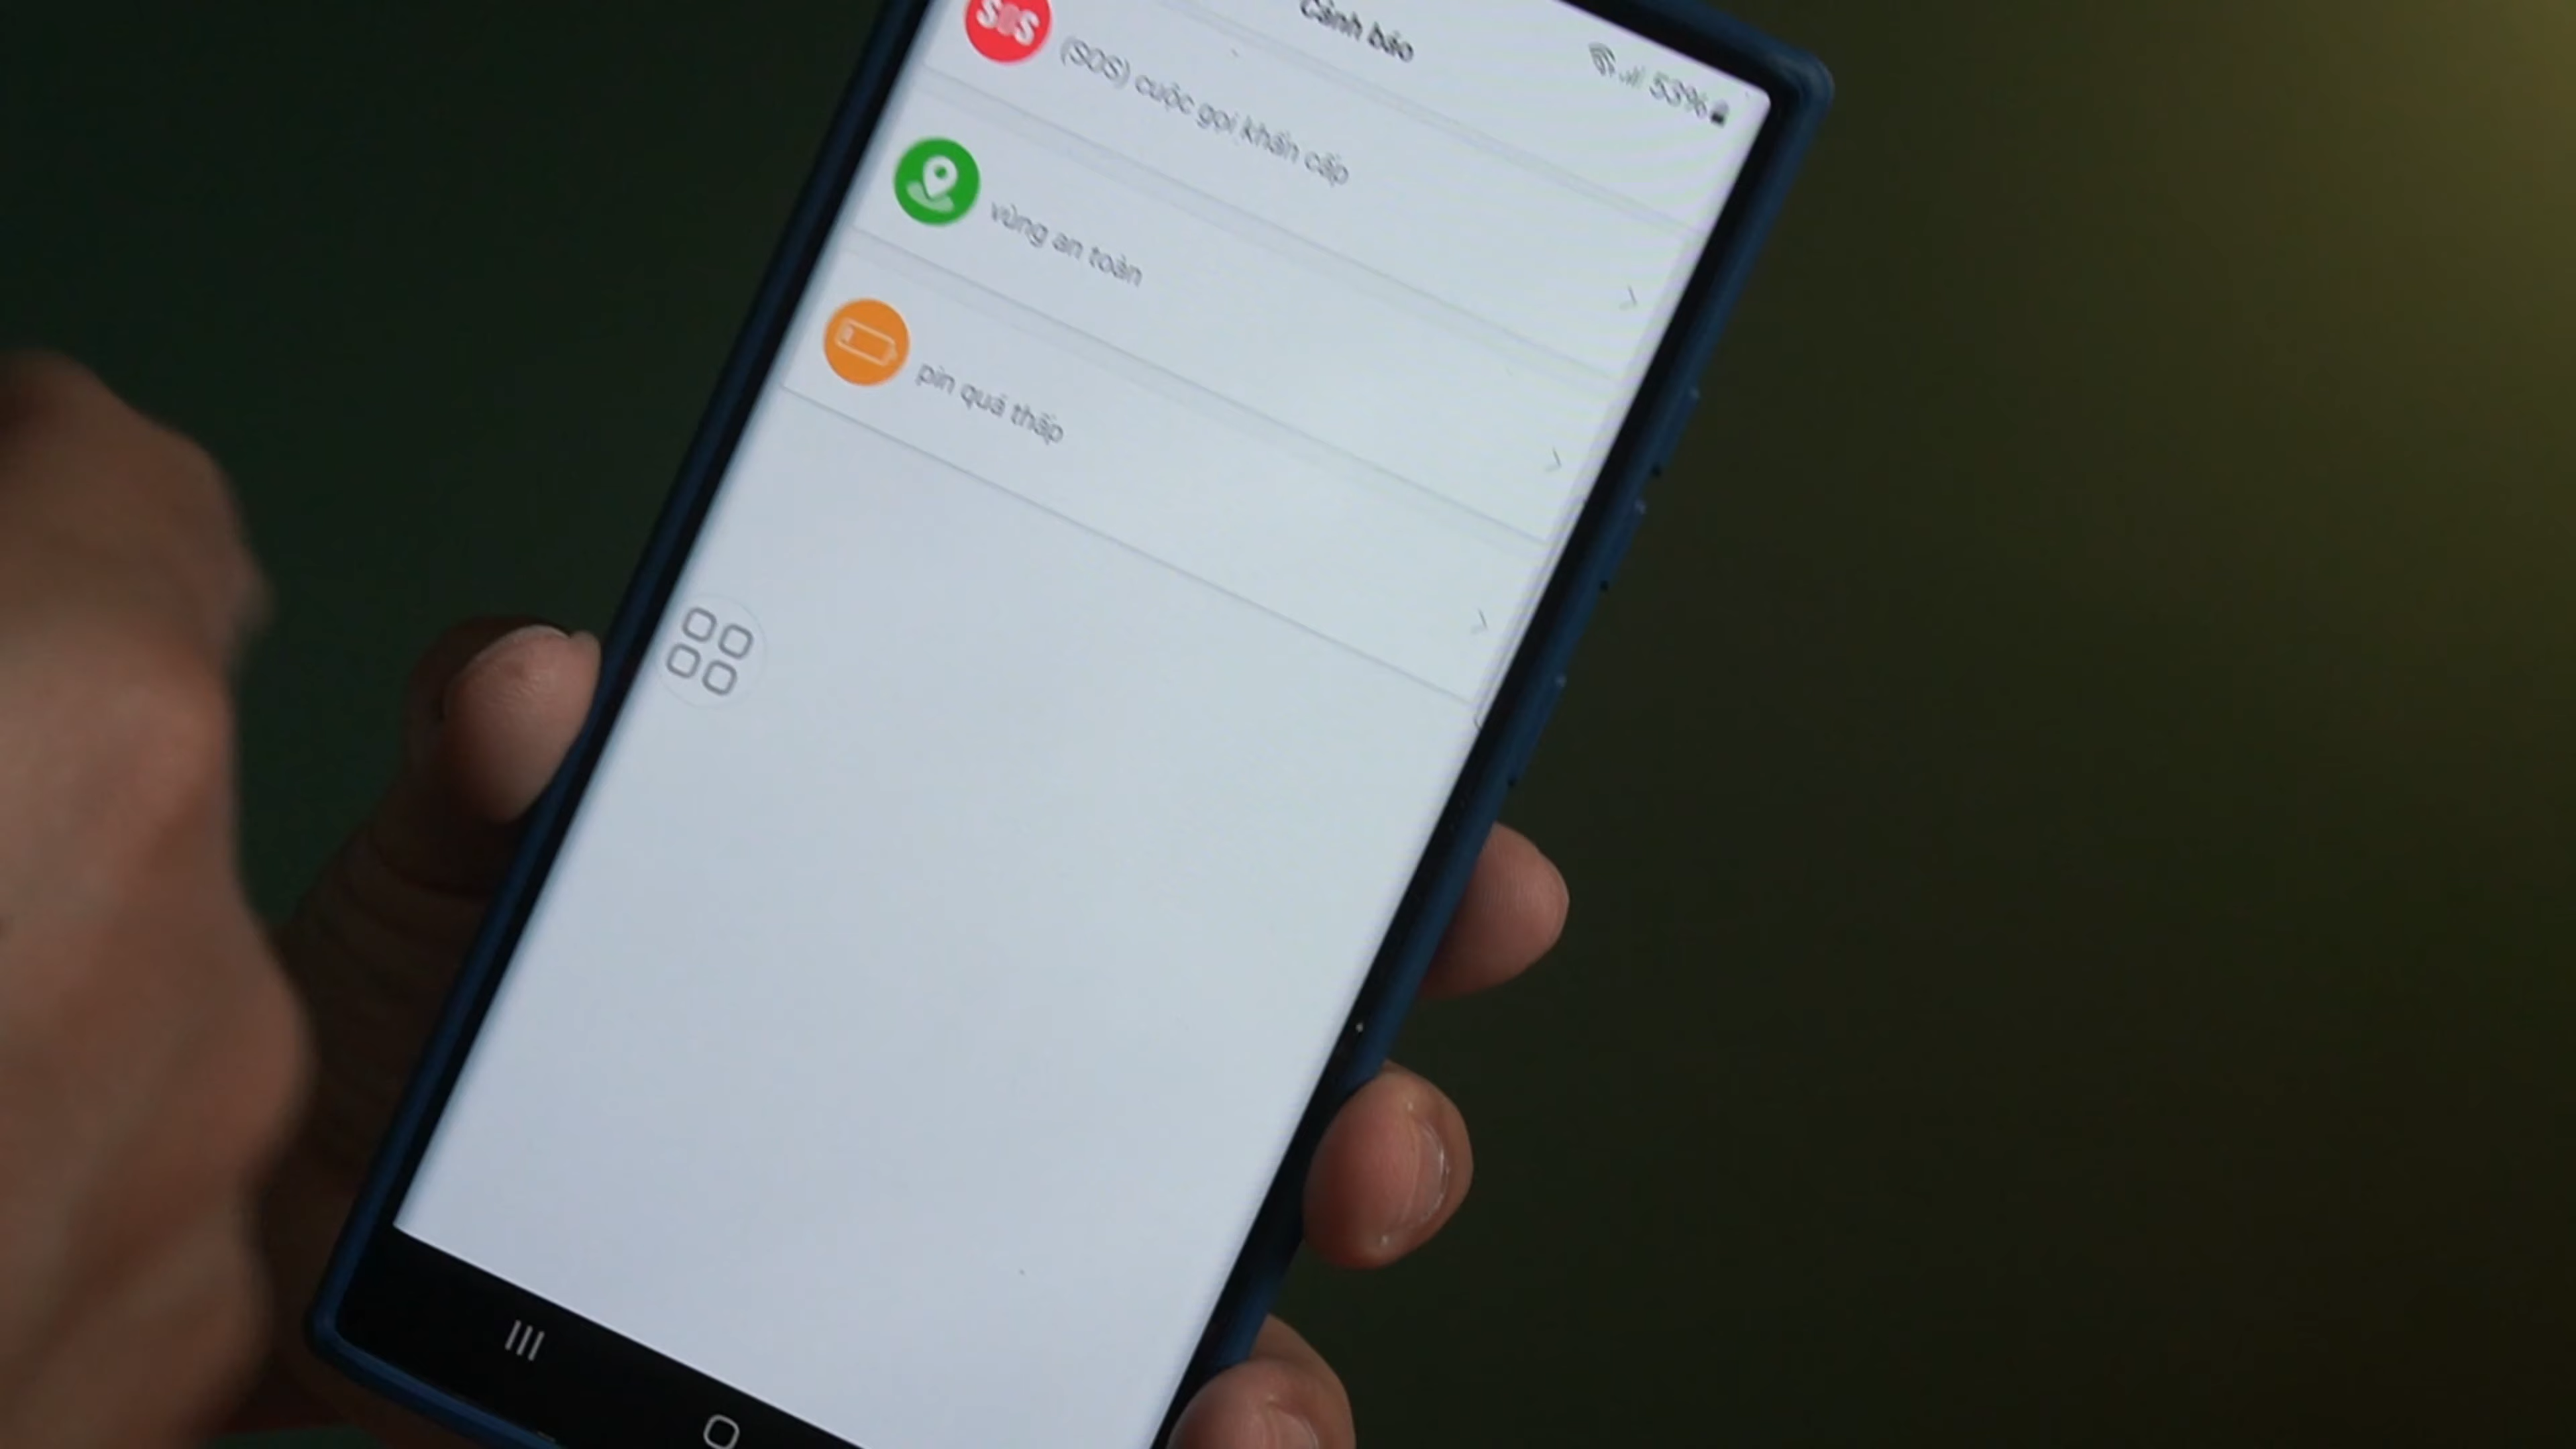 Cảnh báo
53%
SOS
(SOS) cuộc gọi khẩn cấp
vùng an toàn
pin quá thấp